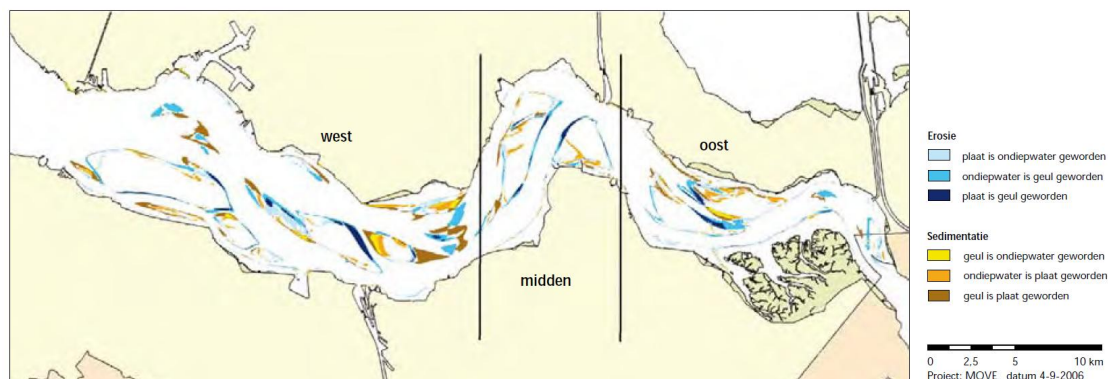 west
midden
oost
Erosie
plaat is ondiepwater geworden
ondiepwater is geul geworden
plaat is geul geworden
Sedimentatie
geul is ondiepwater geworden
ondiepwater is plaat geworden
geul is plaat geworden
0 2,5 5 10 km
Project: MOVE datum 4-9-2006